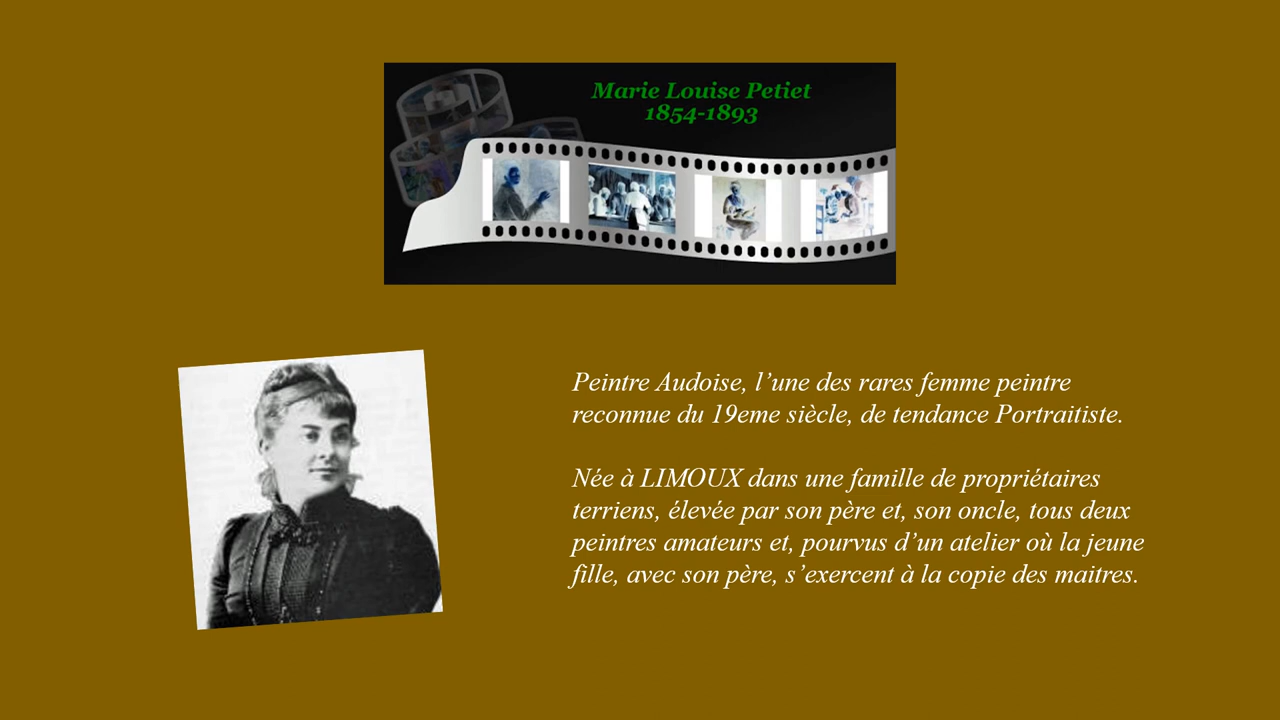 Marie Louise Petiet
1854-1893
Peintre Audoise, l’une des rares femme peintre
reconnue du 19eme siècle, de tendance Portraitiste.
Née à LIMOUX dans une famille de propriétaires
terriens, élevée par son père et, son oncle, tous deux
peintres amateurs et, pourvus d’un atelier où la jeune
fille, avec son père, s’exercent à la copie des maitres.